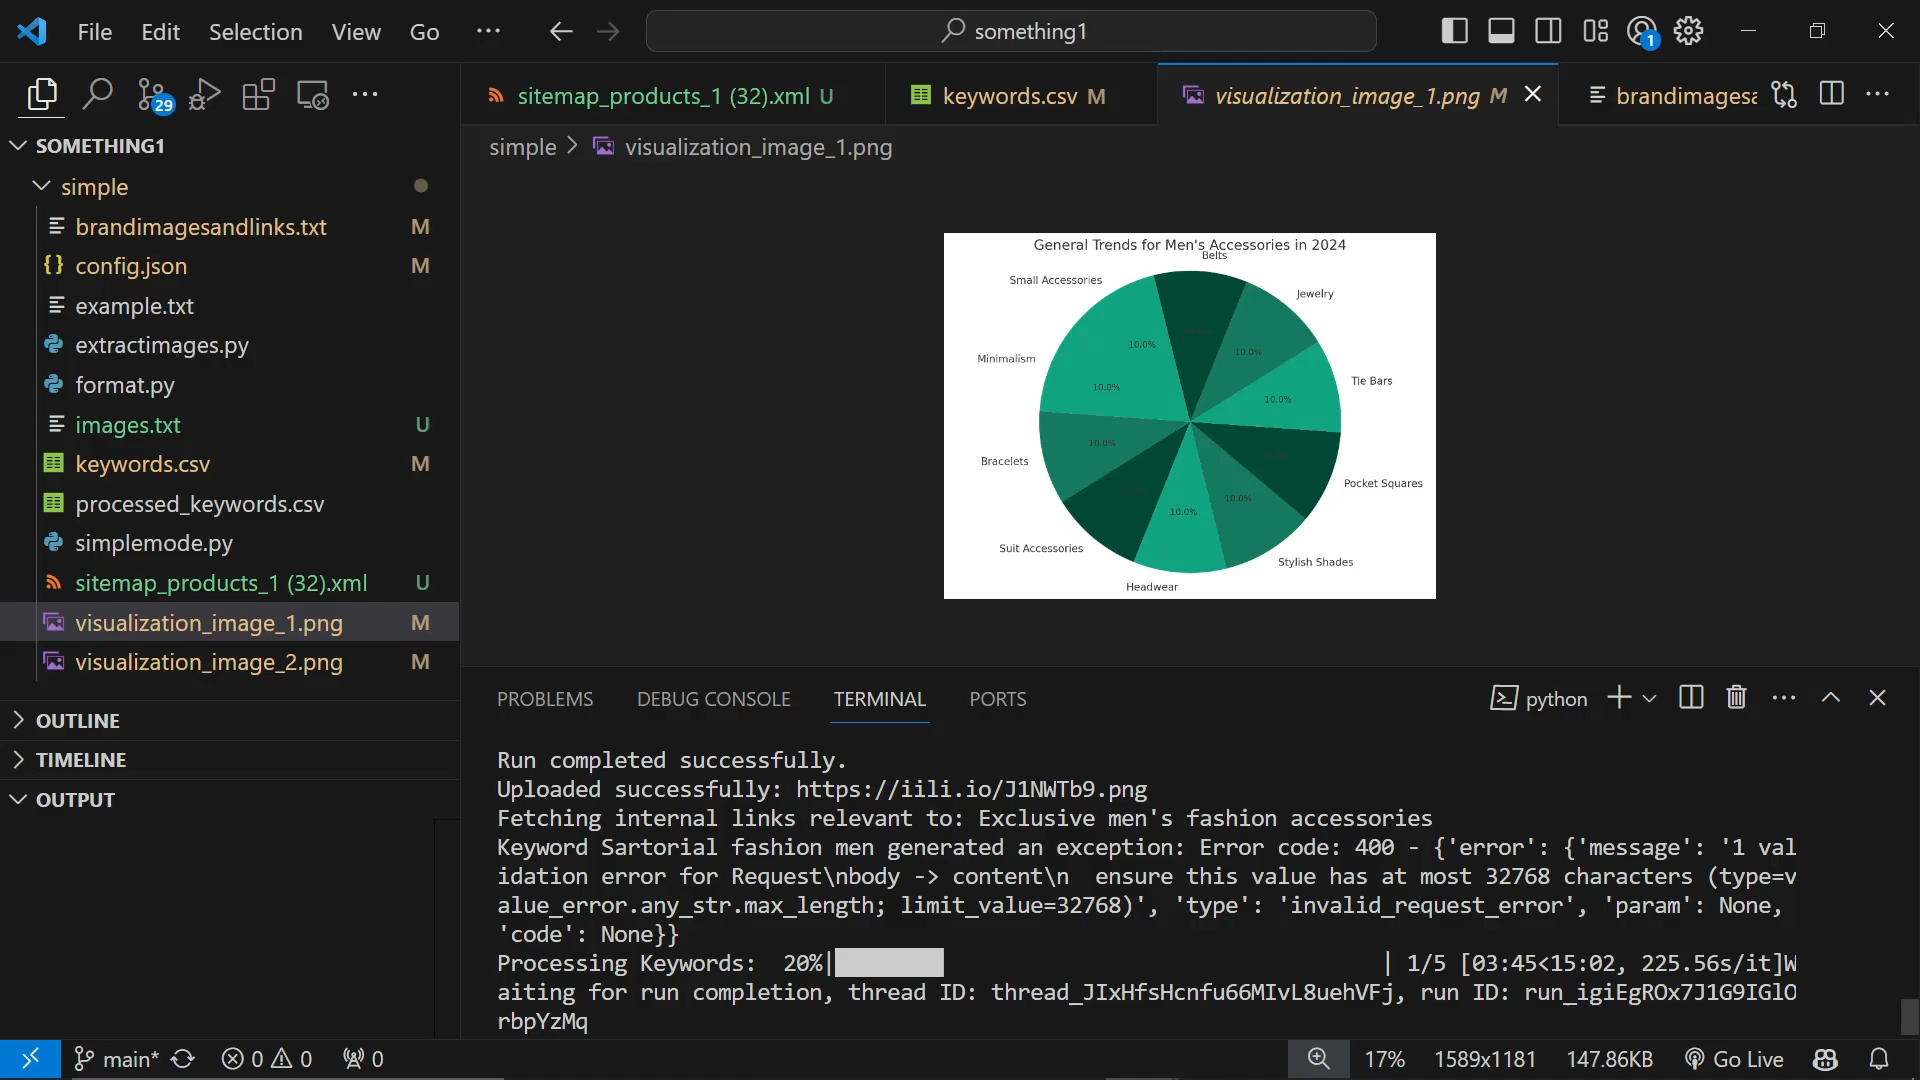 File Edit Selection View Go ···
something1
1
29
sitemap_products_1 (32).xml U
keywords.csv M
visualization_image_1.png M
brandimagesa
SOMETHING1
simple > visualization_image_1.png
simple
brandimagesandlinks.txt M
config.json M
example.txt
extractimages.py
format.py
images.txt U
keywords.csv M
processed_keywords.csv
simplemode.py
sitemap_products_1 (32).xml U
visualization_image_1.png M
visualization_image_2.png M
OUTLINE
TIMELINE
OUTPUT
General Trends for Men's Accessories in 2024
Belts
Small Accessories
Jewelry
10.0%
10.0%
Minimalism
Tie Bars
10.0%
10.0%
10.0%
Bracelets
Pocket Squares
10.0%
10.0%
Suit Accessories
Stylish Shades
Headwear
PROBLEMS DEBUG CONSOLE TERMINAL PORTS
python
Run completed successfully.
Uploaded successfully: https://iili.io/J1NWTb9.png
Fetching internal links relevant to: Exclusive men's fashion accessories
Keyword Sartorial fashion men generated an exception: Error code: 400 - {'error': {'message': '1 val
idation error for Request\nbody -> content\n  ensure this value has at most 32768 characters (type=v
alue_error.any_str.max_length; limit_value=32768)', 'type': 'invalid_request_error', 'param': None,
'code': None}}
Processing Keywords:  20%| | 1/5 [03:45<15:02, 225.56s/it]W
aiting for run completion, thread ID: thread_JIxHfsHcnfu66MIvL8uehVFj, run ID: run_igiEgROx7J1G9IGlO
rbpYzMq
main* 0 0 0
17% 1589x1181 147.86KB Go Live